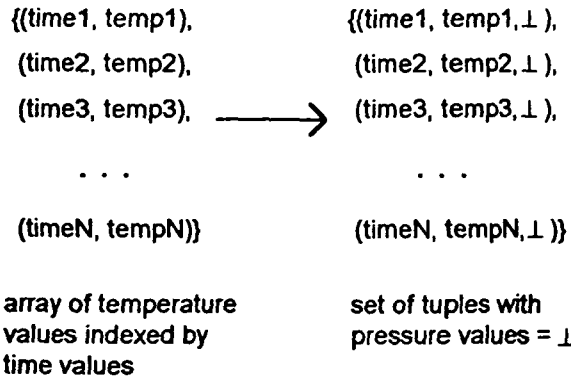 {(time1, temp1),
(time2, temp2),
(time3, temp3),
. . .
(timeN, tempN)}
array of temperature
values indexed by
time values
{(time1, temp1,⊥),
(time2, temp2,⊥),
(time3, temp3,⊥),
. . .
(timeN, tempN,⊥)}
set of tuples with
pressure values = ⊥